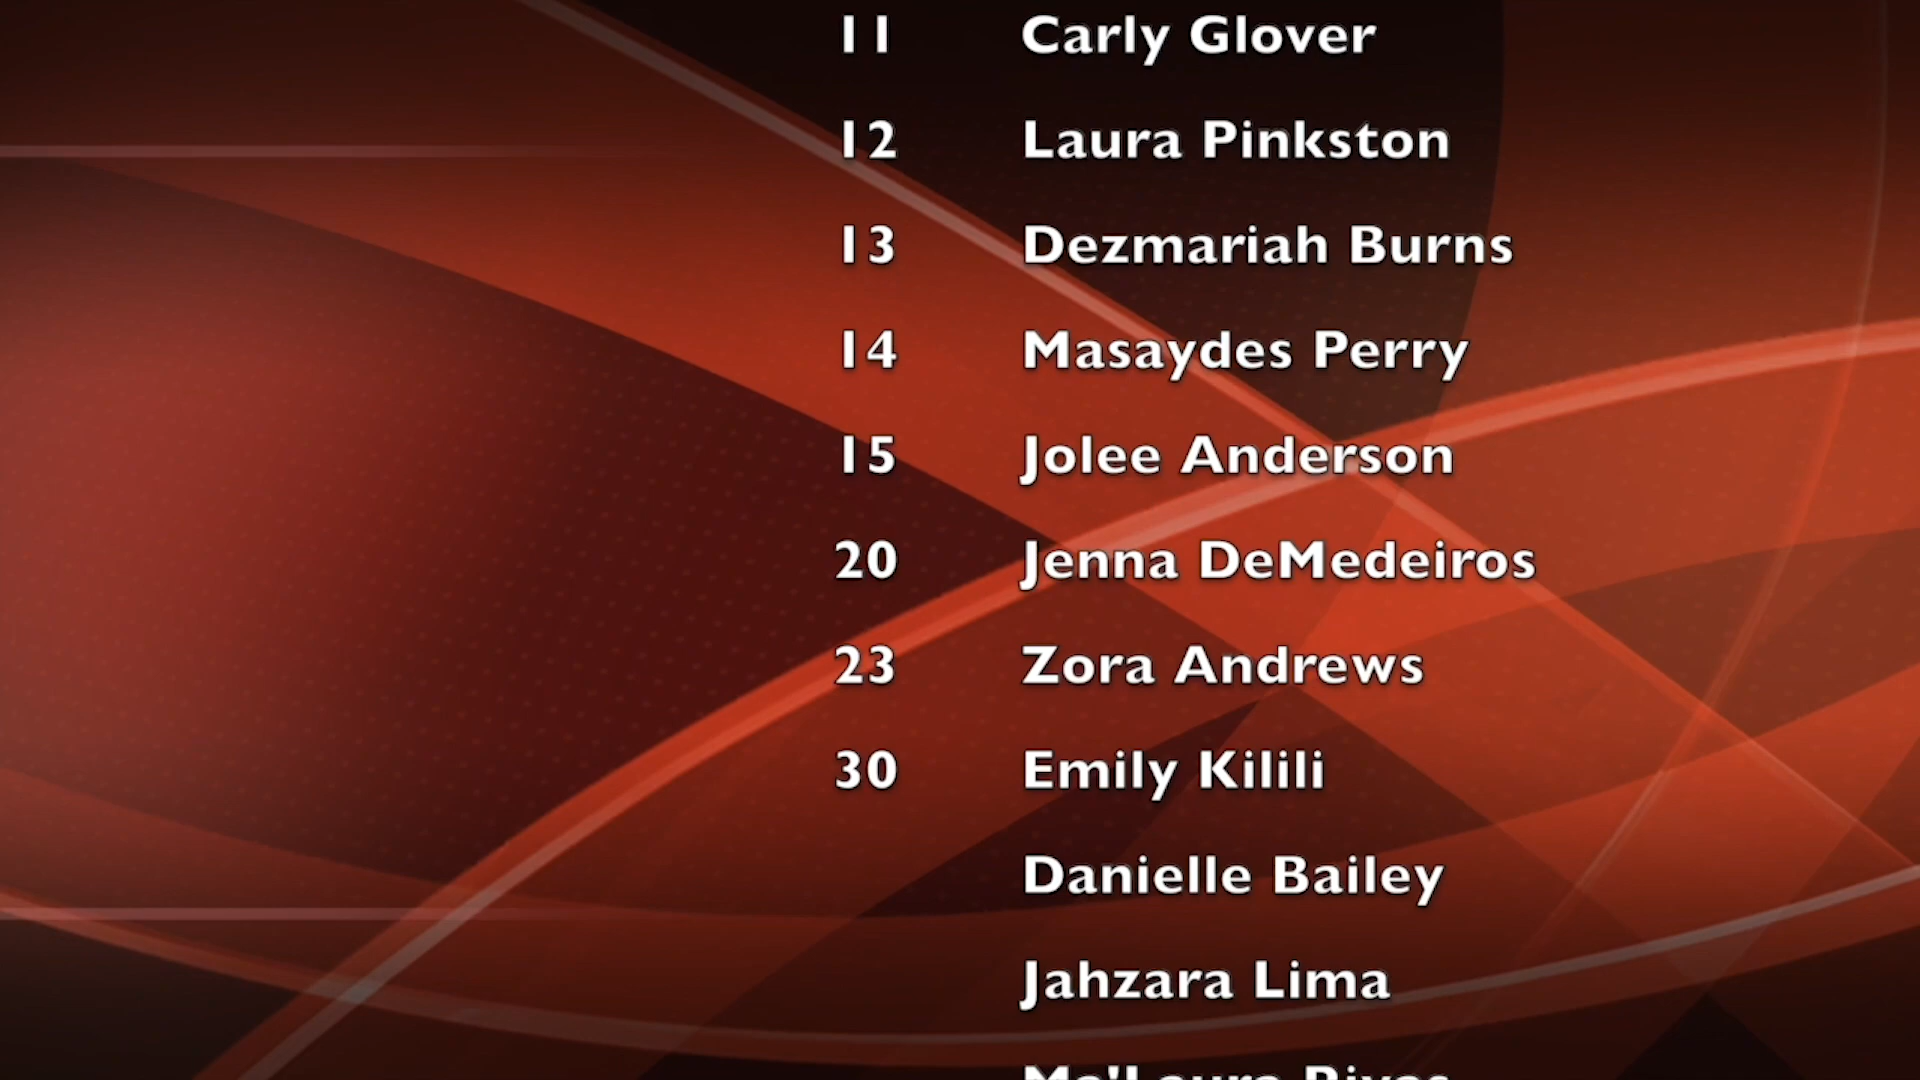 11 Carly Glover
12 Laura Pinkston
13 Dezmariah Burns
14 Masaydes Perry
15 Jolee Anderson
20 Jenna DeMedeiros
23 Zora Andrews
30 Emily Kilili
Danielle Bailey
Jahzara Lima